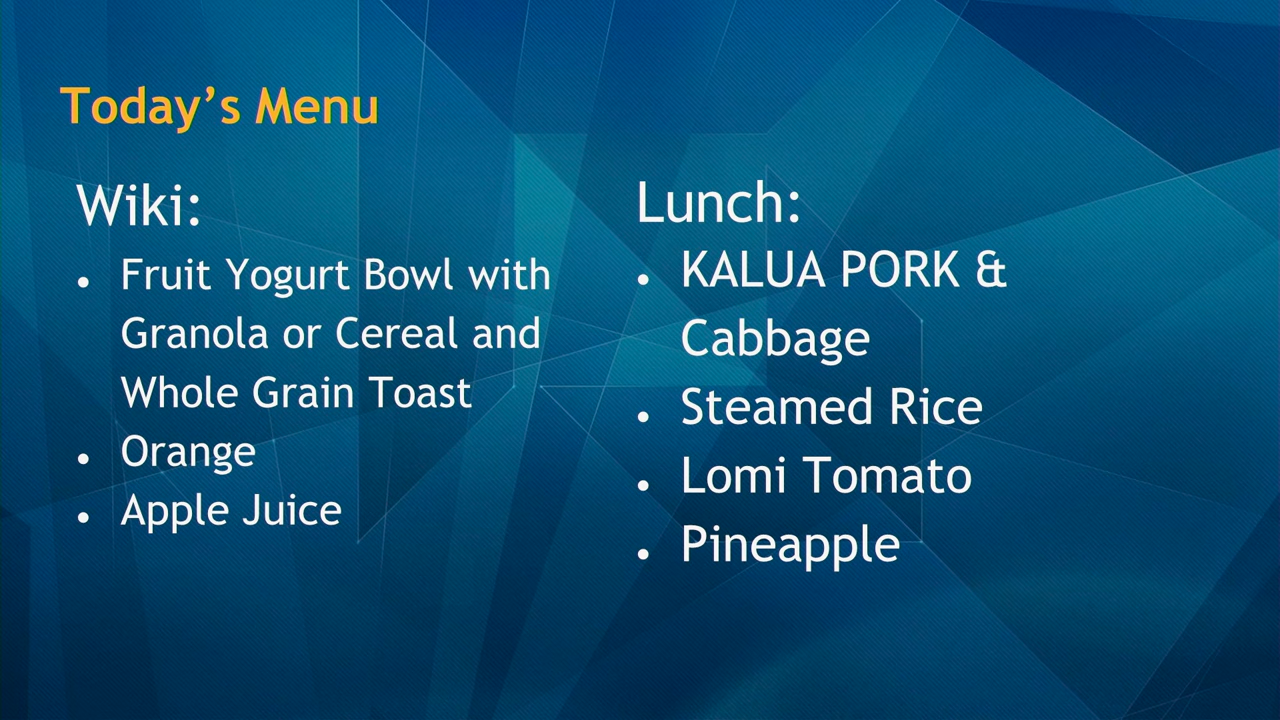 Today’s Menu
Wiki:
• Fruit Yogurt Bowl with
Granola or Cereal and
Whole Grain Toast
• Orange
• Apple Juice
Lunch:
• KALUA PORK &
Cabbage
• Steamed Rice
• Lomi Tomato
• Pineapple